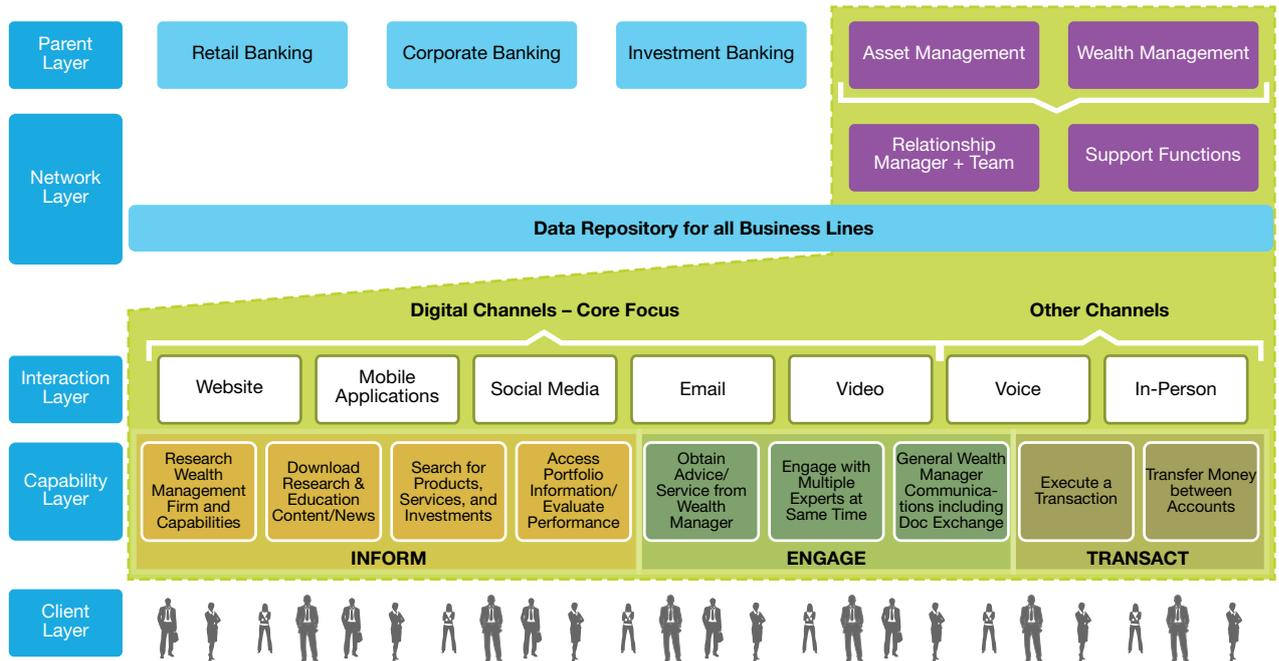 Parent
Layer
Retail Banking
Corporate Banking
Investment Banking
Asset Management
Wealth Management
Network
Layer
Relationship
Manager + Team
Support Functions
Data Repository for all Business Lines
Digital Channels – Core Focus
Other Channels
Interaction
Layer
Website
Mobile
Applications
Social Media
Email
Video
Voice
In-Person
Capability
Layer
Research
Wealth
Management
Firm and
Capabilities
Download
Research &
Education
Content/News
Search for
Products,
Services, and
Investments
Access
Portfolio
Information/
Evaluate
Performance
Obtain
Advice/
Service from
Wealth
Manager
Engage with
Multiple
Experts at
Same Time
General Wealth
Manager
Communica-
tions including
Doc Exchange
Execute a
Transaction
Transfer Money
between
Accounts
INFORM
ENGAGE
TRANSACT
Client
Layer